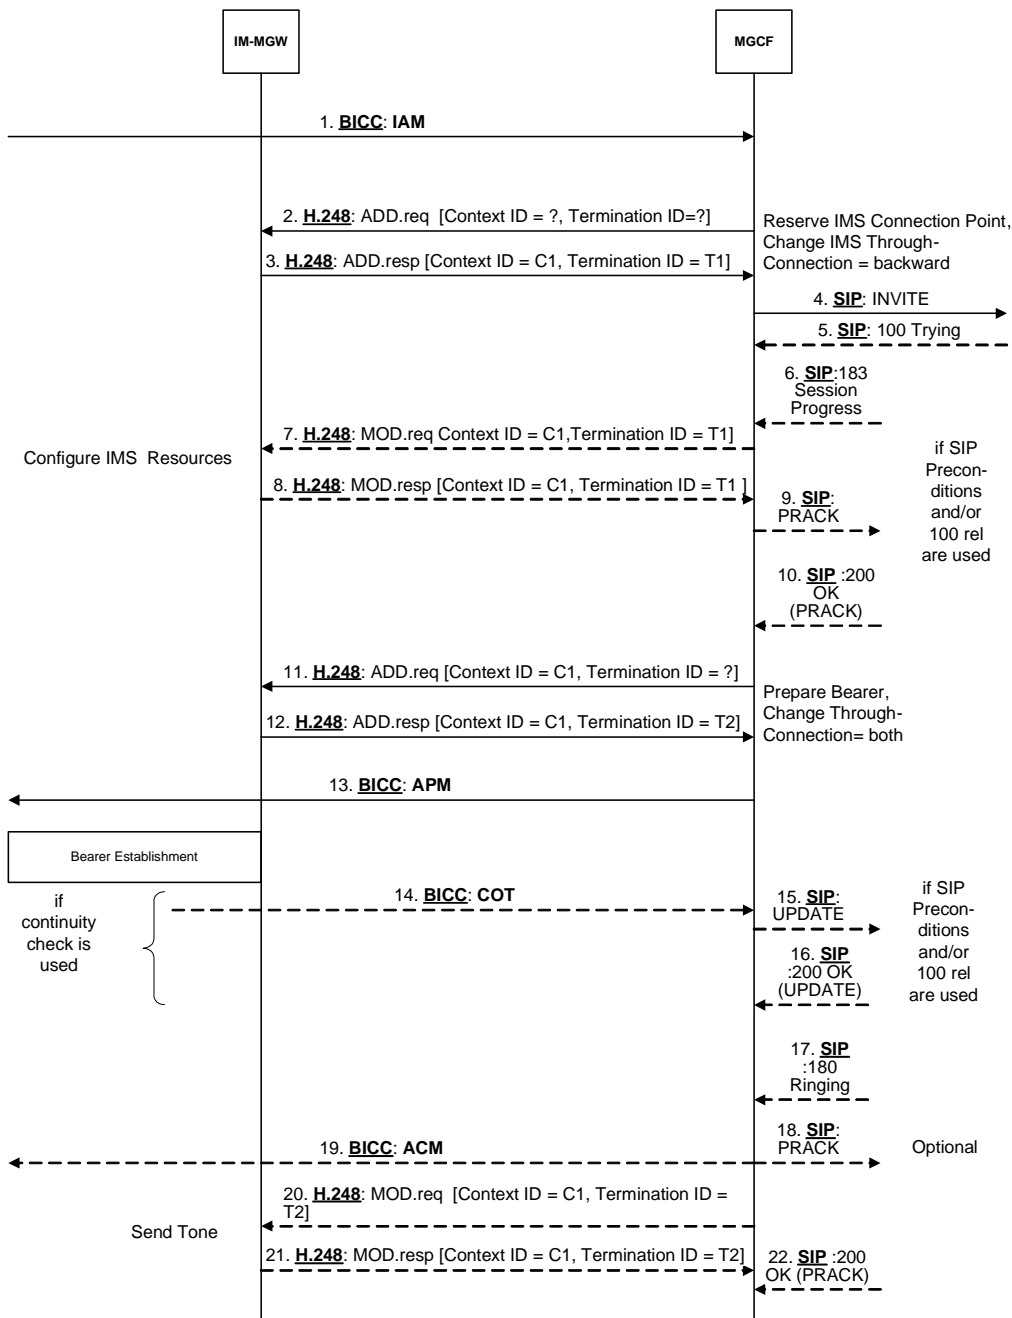 IM-MGW
MGCF
1. BICC: IAM
2. H.248: ADD.req  [Context ID = ?, Termination ID=?]
Reserve IMS Connection Point,
Change IMS Through-
Connection = backward
3. H.248: ADD.resp [Context ID = C1, Termination ID = T1]
4. SIP: INVITE
5. SIP: 100 Trying
6. SIP:183
Session
Progress
7. H.248: MOD.req Context ID = C1,Termination ID = T1]
Configure IMS  Resources
8. H.248: MOD.resp [Context ID = C1, Termination ID = T1 ]
if SIP
Precon-
ditions
and/or
100 rel
are used
9. SIP:
PRACK
10. SIP :200
OK
(PRACK)
11. H.248: ADD.req [Context ID = C1, Termination ID = ?]
Prepare Bearer,
Change Through-
Connection= both
12. H.248: ADD.resp [Context ID = C1, Termination ID = T2]
13. BICC: APM
Bearer Establishment
if
continuity
check is
used
14. BICC: COT
15. SIP:
UPDATE
if SIP
Precon-
ditions
and/or
100 rel
are used
16. SIP
:200 OK
(UPDATE)
17. SIP
:180
Ringing
18. SIP:
PRACK
Optional
19. BICC: ACM
20. H.248: MOD.req  [Context ID = C1, Termination ID =
T2]
Send Tone
21. H.248: MOD.resp [Context ID = C1, Termination ID = T2]
22. SIP :200
OK (PRACK)